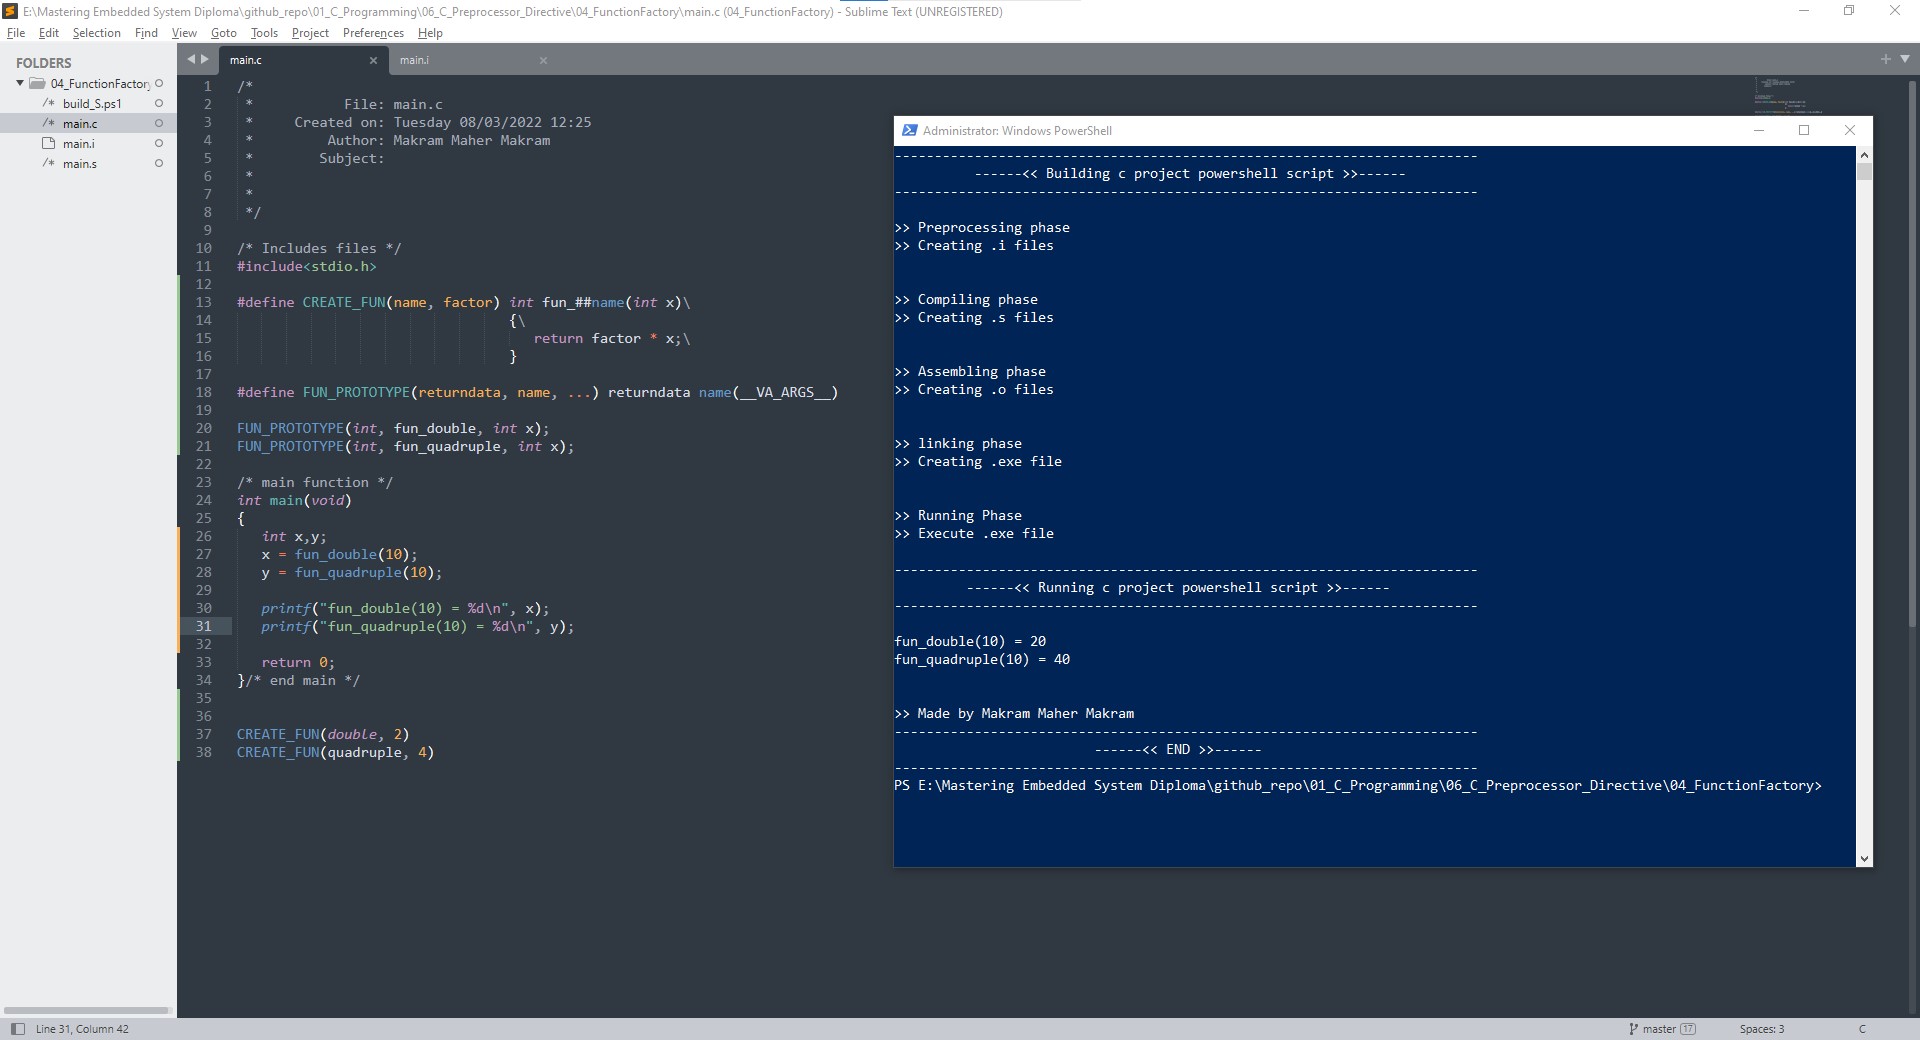 E:\Mastering Embedded System Diploma\github_repo\01_C_Programming\06_C_Preprocessor_Directive\04_FunctionFactory\main.c (04_FunctionFactory) - Sublime Text (UNREGISTERED)
File Edit Selection Find View Goto Tools Project Preferences Help
FOLDERS
04_FunctionFactory
/* build_S.ps1
/* main.c
main.i
/* main.s
main.c × main.i ×
1 /*
2 * File: main.c
3 * Created on: Tuesday 08/03/2022 12:25
4 * Author: Makram Maher Makram
5 * Subject:
6 *
7 *
8 */
9
10 /* Includes files */
11 #include<stdio.h>
12
13 #define CREATE_FUN(name, factor) int fun_##name(int x)\
14 {\
15 return factor * x;\
16 }
17
18 #define FUN_PROTOTYPE(returndata, name, ...) returndata name(__VA_ARGS__)
19
20 FUN_PROTOTYPE(int, fun_double, int x);
21 FUN_PROTOTYPE(int, fun_quadruple, int x);
22
23 /* main function */
24 int main(void)
25 {
26 int x,y;
27 x = fun_double(10);
28 y = fun_quadruple(10);
29
30 printf("fun_double(10) = %d\n", x);
31 printf("fun_quadruple(10) = %d\n", y);
32
33 return 0;
34 }/* end main */
35
36
37 CREATE_FUN(double, 2)
38 CREATE_FUN(quadruple, 4)
Administrator: Windows PowerShell
-------------------------------------------------------------------------
------<< Building c project powershell script >>------
-------------------------------------------------------------------------
>> Preprocessing phase
>> Creating .i files
>> Compiling phase
>> Creating .s files
>> Assembling phase
>> Creating .o files
>> linking phase
>> Creating .exe file
>> Running Phase
>> Execute .exe file
-------------------------------------------------------------------------
------<< Running c project powershell script >>------
-------------------------------------------------------------------------
fun_double(10) = 20
fun_quadruple(10) = 40
>> Made by Makram Maher Makram
-------------------------------------------------------------------------
------<< END >>------
-------------------------------------------------------------------------
PS E:\Mastering Embedded System Diploma\github_repo\01_C_Programming\06_C_Preprocessor_Directive\04_FunctionFactory>
Line 31, Column 42
master 17 Spaces: 3 C